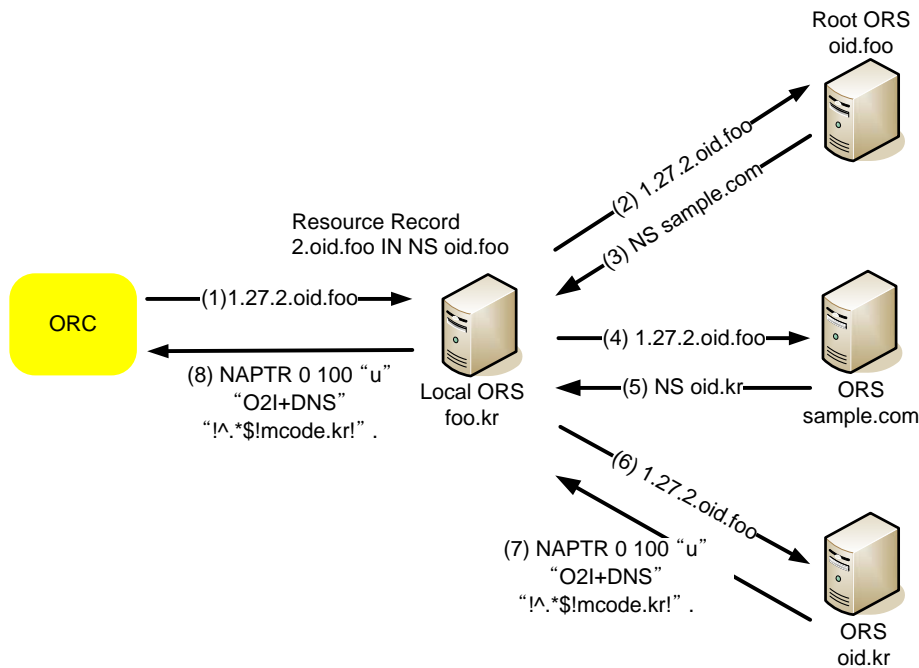 Root ORS
oid.foo
(2) 1.27.2.oid.foo
(3) NS sample.com
Resource Record
2.oid.foo IN NS oid.foo
ORC
(1)1.27.2.oid.foo
(8) NAPTR 0 100 “u”
“O2I+DNS”
“!^.*$!mcode.kr!” .
Local ORS
foo.kr
(4) 1.27.2.oid.foo
(5) NS oid.kr
ORS
sample.com
(6) 1.27.2.oid.foo
(7) NAPTR 0 100 “u”
“O2I+DNS”
“!^.*$!mcode.kr!” .
ORS
oid.kr